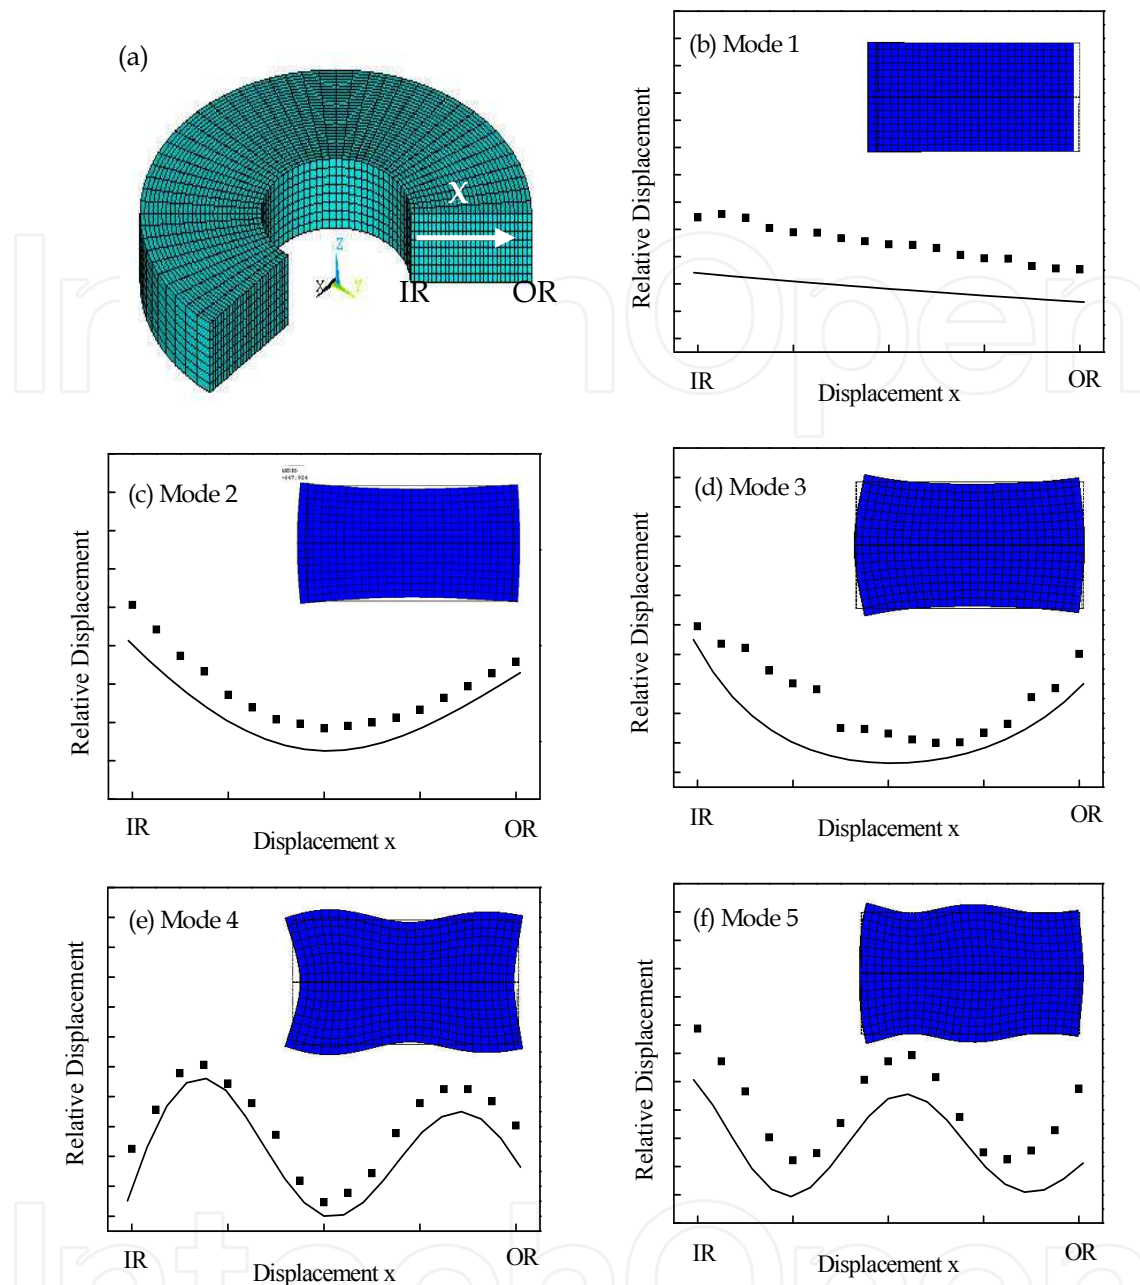 (a)
X
Z
X
Y
IR
OR
(b) Mode 1
Relative Displacement
IR
OR
Displacement x
(c) Mode 2
Relative Displacement
IR
OR
Displacement x
(d) Mode 3
Relative Displacement
IR
OR
Displacement x
(e) Mode 4
Relative Displacement
IR
OR
Displacement x
(f) Mode 5
Relative Displacement
IR
OR
Displacement x